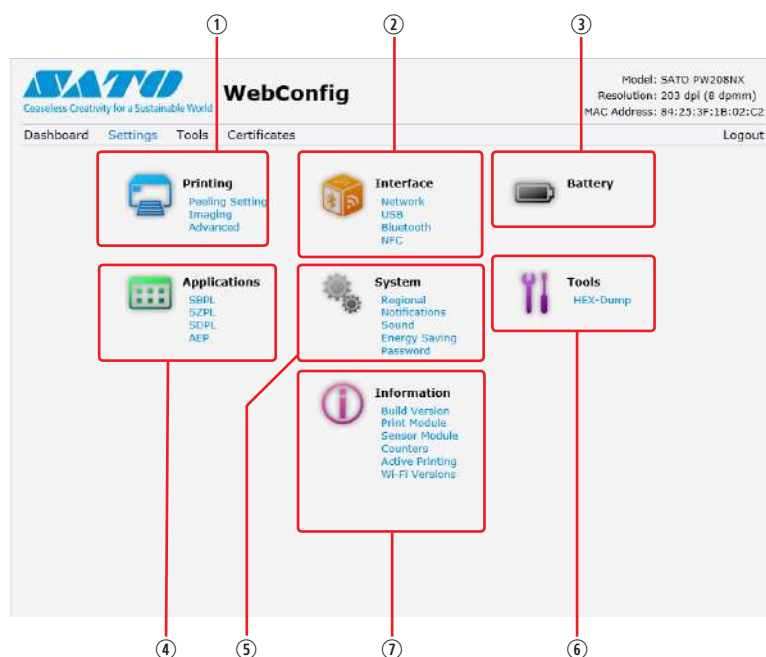 ① ② ③
SATO
Ceaseless Creativity for a Sustainable World
WebConfig
Model: SATO PW208NX
Resolution: 203 dpi (8 dpmm)
MAC Address: 84:25:3F:1B:02:C2
Dashboard Settings Tools Certificates Logout
Printing
Peeling Setting
Imaging
Advanced
Interface
Network
USB
Bluetooth
NFC
Battery
Applications
SBPL
SZPL
SDPL
AEP
System
Regional
Notifications
Sound
Energy Saving
Password
Tools
HEX-Dump
Information
Build Version
Print Module
Sensor Module
Counters
Active Printing
Wi-Fi Versions
④ ⑤ ⑦ ⑥